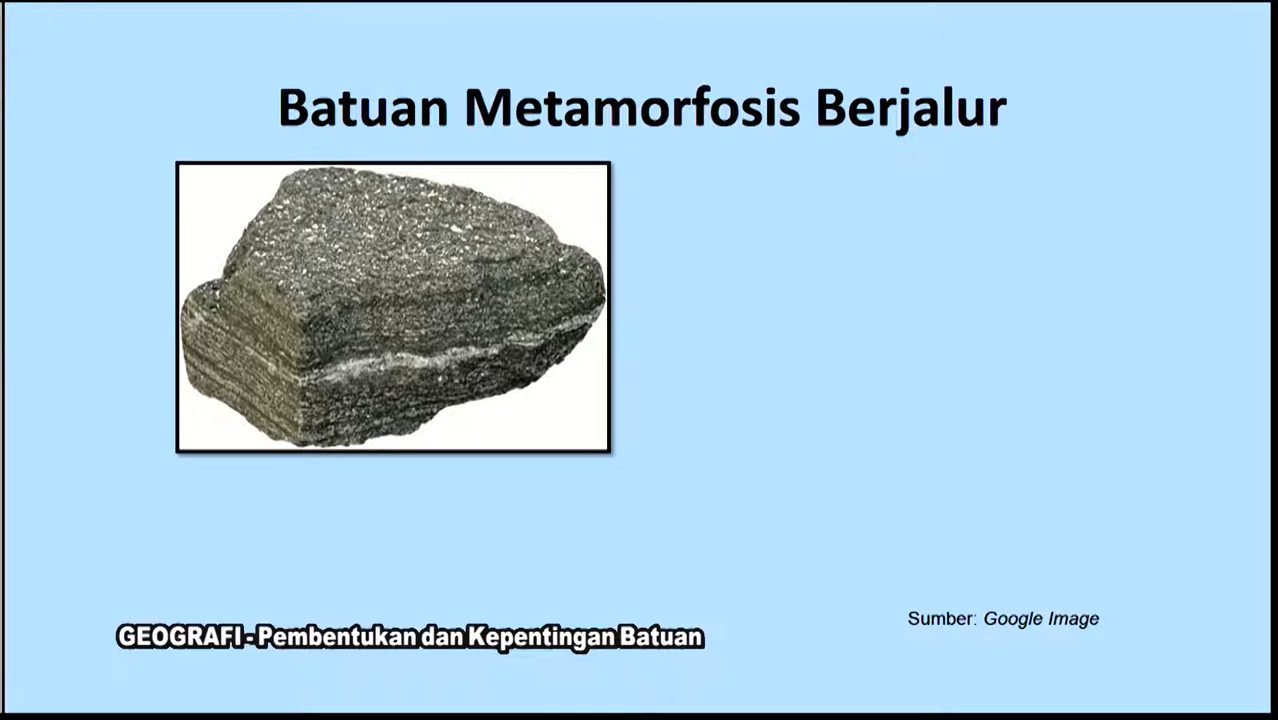 Batuan Metamorfosis Berjalur
Sumber: Google Image
GEOGRAFI - Pembentukan dan Kepentingan Batuan